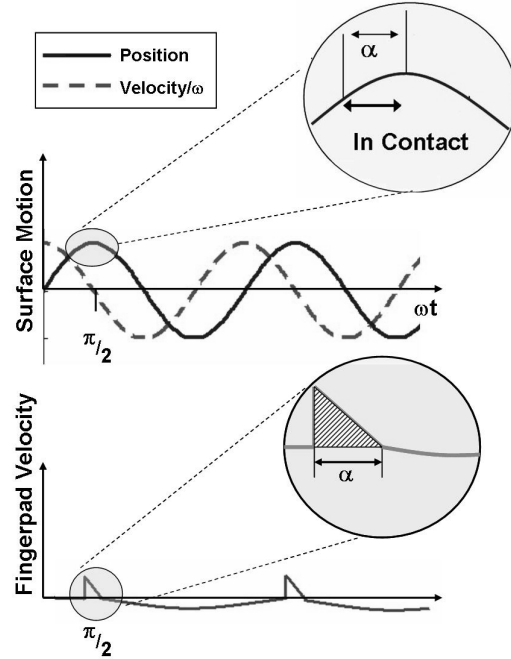 Position
Velocity/ω
α
In Contact
Surface Motion
ωt
π/2
Fingerpad Velocity
α
π/2